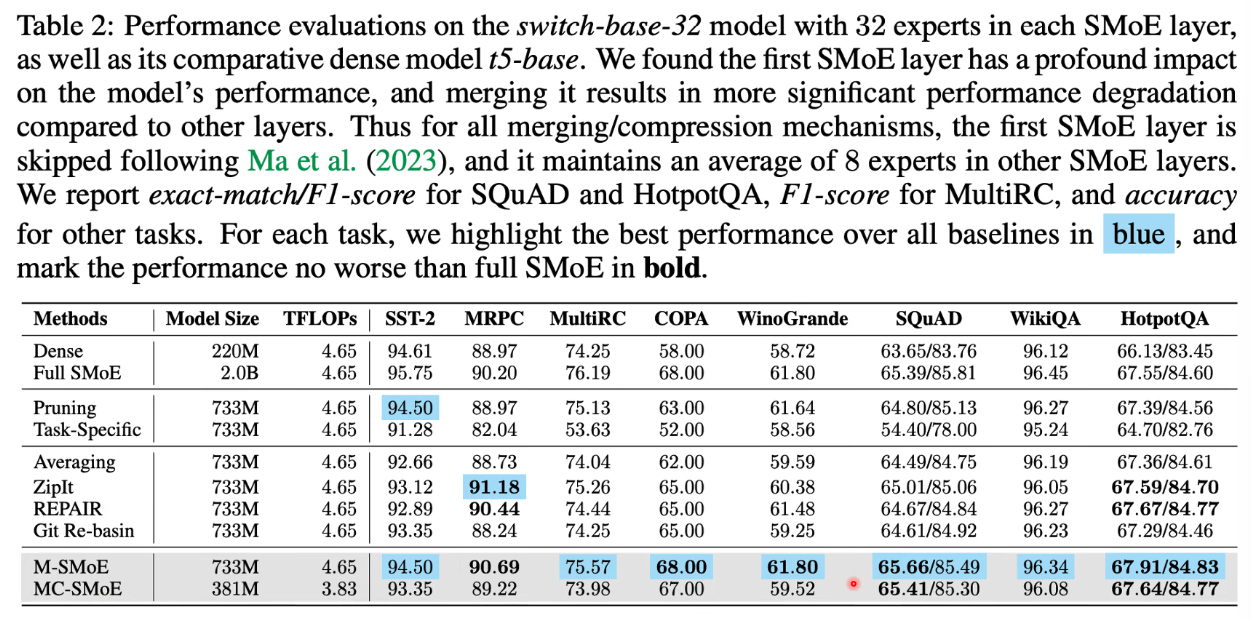 Table 2: Performance evaluations on the switch-base-32 model with 32 experts in each SMoE layer,
as well as its comparative dense model t5-base. We found the first SMoE layer has a profound impact
on the model's performance, and merging it results in more significant performance degradation
compared to other layers. Thus for all merging/compression mechanisms, the first SMoE layer is
skipped following Ma et al. (2023), and it maintains an average of 8 experts in other SMoE layers.
We report exact-match/F1-score for SQuAD and HotpotQA, F1-score for MultiRC, and accuracy
for other tasks. For each task, we highlight the best performance over all baselines in blue , and
mark the performance no worse than full SMoE in bold.
Methods Model Size TFLOPs SST-2 MRPC MultiRC COPA WinoGrande SQuAD WikiQA HotpotQA
Dense 220M 4.65 94.61 88.97 74.25 58.00 58.72 63.65/83.76 96.12 66.13/83.45
Full SMoE 2.0B 4.65 95.75 90.20 76.19 68.00 61.80 65.39/85.81 96.45 67.55/84.60
Pruning 733M 4.65 94.50 88.97 75.13 63.00 61.64 64.80/85.13 96.27 67.39/84.56
Task-Specific 733M 4.65 91.28 82.04 53.63 52.00 58.56 54.40/78.00 95.24 64.70/82.76
Averaging 733M 4.65 92.66 88.73 74.04 62.00 59.59 64.49/84.75 96.19 67.36/84.61
ZipIt 733M 4.65 93.12 91.18 75.26 65.00 60.38 65.01/85.06 96.05 67.59/84.70
REPAIR 733M 4.65 92.89 90.44 74.44 65.00 61.48 64.67/84.84 96.27 67.67/84.77
Git Re-basin 733M 4.65 93.35 88.24 74.25 65.00 59.25 64.61/84.92 96.23 67.29/84.46
M-SMoE 733M 4.65 94.50 90.69 75.57 68.00 61.80 65.66/85.49 96.34 67.91/84.83
MC-SMoE 381M 3.83 93.35 89.22 73.98 67.00 59.52 65.41/85.30 96.08 67.64/84.77